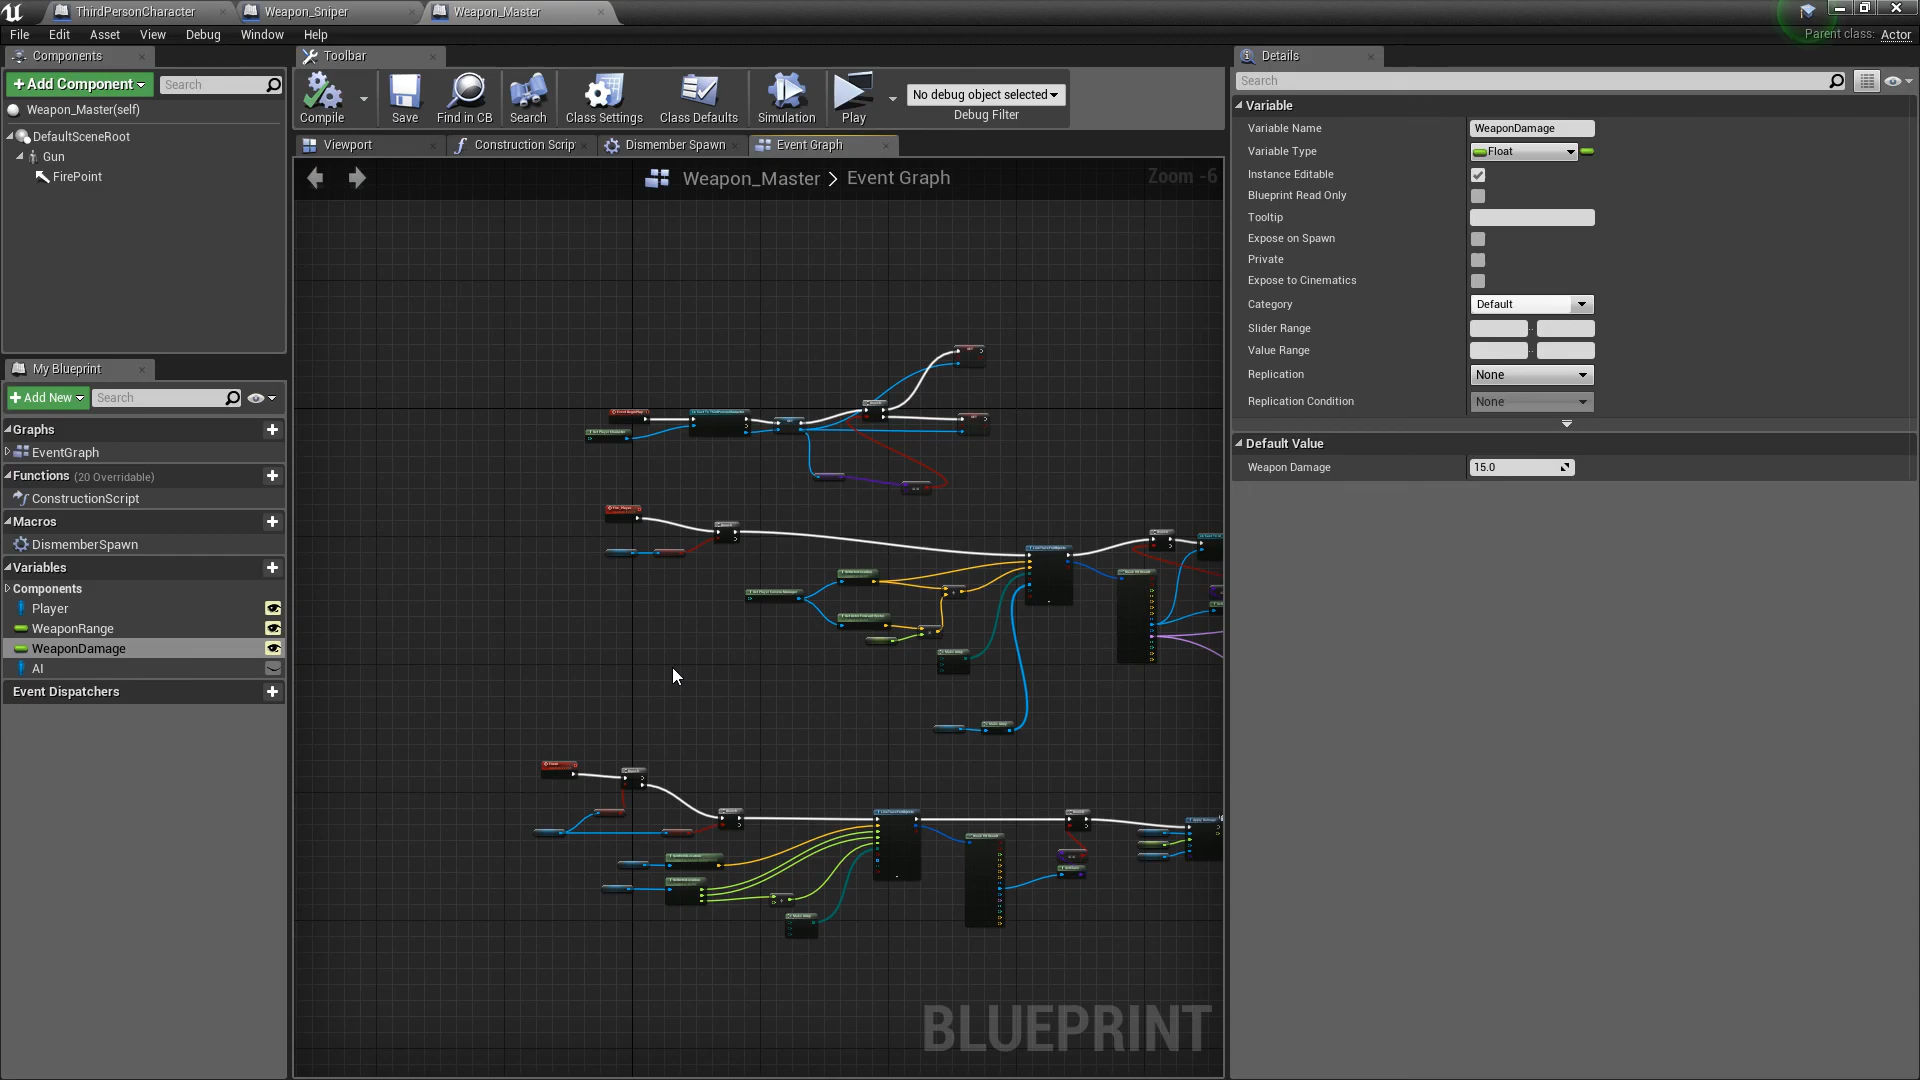 ThirdPersonCharacter
Weapon_Sniper
Weapon_Master
File Edit Asset View Debug Window Help
Parent class: Actor
Components
Toolbar
Details
Add Component
Search
Weapon_Master(self)
DefaultSceneRoot
Gun
FirePoint
Compile
Save
Find in CB
Search
Class Settings
Class Defaults
Simulation
Play
No debug object selected
Debug Filter
Viewport
Construction Scrip
Dismember Spawn
Event Graph
Weapon_Master > Event Graph
Zoom -6
My Blueprint
Add New
Search
Graphs
EventGraph
Functions (20 Overridable)
ConstructionScript
Macros
DismemberSpawn
Variables
Components
Player
WeaponRange
WeaponDamage
AI
Event Dispatchers
BLUEPRINT
Search
Variable
Variable Name WeaponDamage
Variable Type Float
Instance Editable
Blueprint Read Only
Tooltip
Expose on Spawn
Private
Expose to Cinematics
Category Default
Slider Range
Value Range
Replication None
Replication Condition None
Default Value
Weapon Damage 15.0